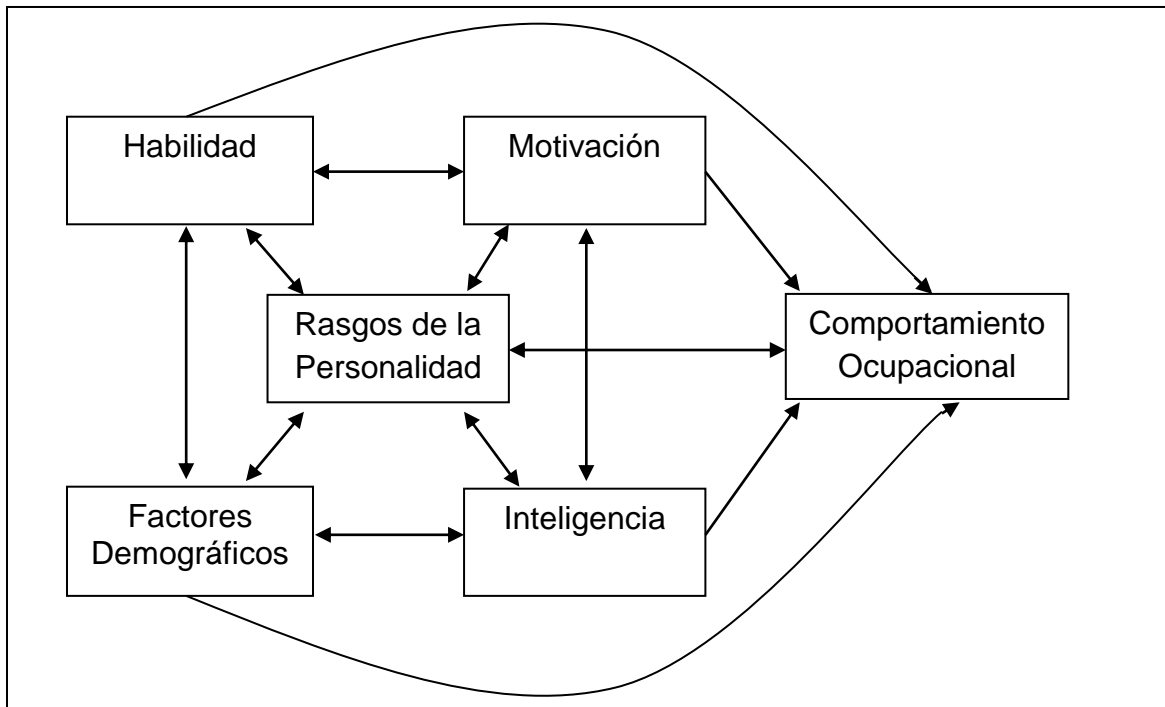 Habilidad
Motivación
Rasgos de la
Personalidad
Comportamiento
Ocupacional
Factores
Demográficos
Inteligencia